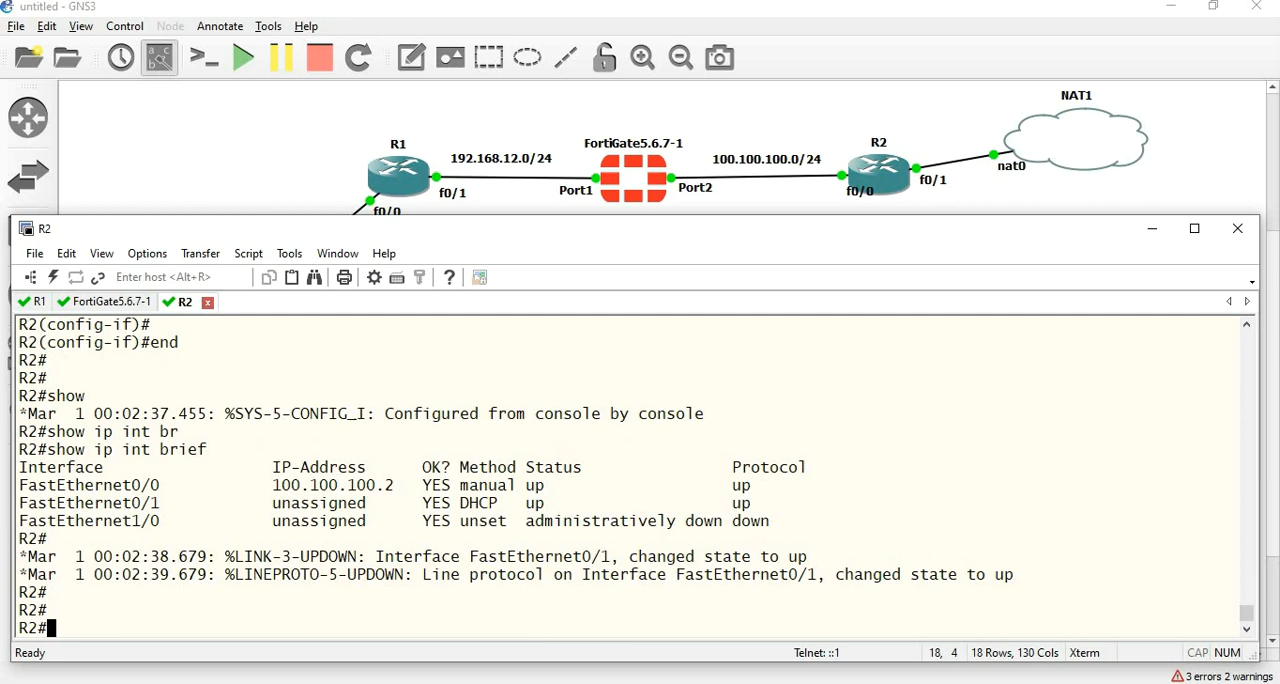 untitled - GNS3
File Edit View Control Node Annotate Tools Help
NAT1
R1
192.168.12.0/24
FortiGate5.6.7-1
100.100.100.0/24
R2
f0/1
Port1
Port2
f0/0
f0/1
nat0
f0/0
R2
File Edit View Options Transfer Script Tools Window Help
Enter host <Alt+R>
R1 FortiGate5.6.7-1 R2
R2(config-if)#
R2(config-if)#end
R2#
R2#
R2#show
*Mar  1 00:02:37.455: %SYS-5-CONFIG_I: Configured from console by console
R2#show ip int br
R2#show ip int brief
Interface IP-Address OK? Method Status Protocol
FastEthernet0/0 100.100.100.2 YES manual up up
FastEthernet0/1 unassigned YES DHCP up up
FastEthernet1/0 unassigned YES unset administratively down down
R2#
*Mar  1 00:02:38.679: %LINK-3-UPDOWN: Interface FastEthernet0/1, changed state to up
*Mar  1 00:02:39.679: %LINEPROTO-5-UPDOWN: Line protocol on Interface FastEthernet0/1, changed state to up
R2#
R2#
R2#
Ready Telnet: ::1 18, 4 18 Rows, 130 Cols Xterm CAP NUM
3 errors 2 warnings